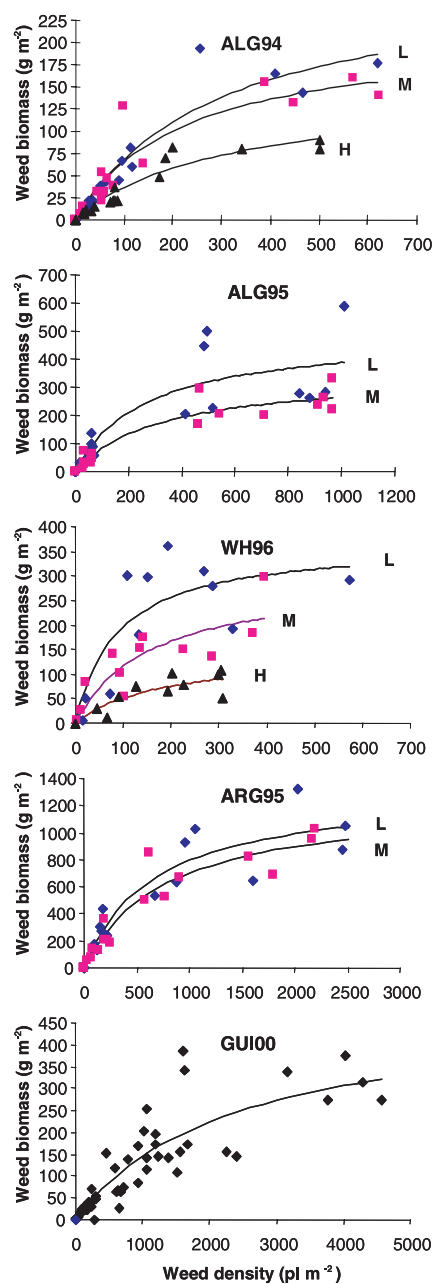 ALG94
Weed biomass (g m⁻²)
225
200
175
150
125
100
75
50
25
0
L
M
H
0 100 200 300 400 500 600 700
ALG95
Weed biomass (g m⁻²)
700
600
500
400
300
200
100
0
L
M
0 200 400 600 800 1000 1200
WH96
Weed biomass (g m⁻²)
400
350
300
250
200
150
100
50
0
L
M
H
0 100 200 300 400 500 600 700
ARG95
Weed biomass (g m⁻²)
1400
1200
1000
800
600
400
200
0
L
M
0 500 1000 1500 2000 2500 3000
GUI00
Weed biomass (g m⁻²)
450
400
350
300
250
200
150
100
50
0
0 1000 2000 3000 4000 5000
Weed density (pl m⁻²)